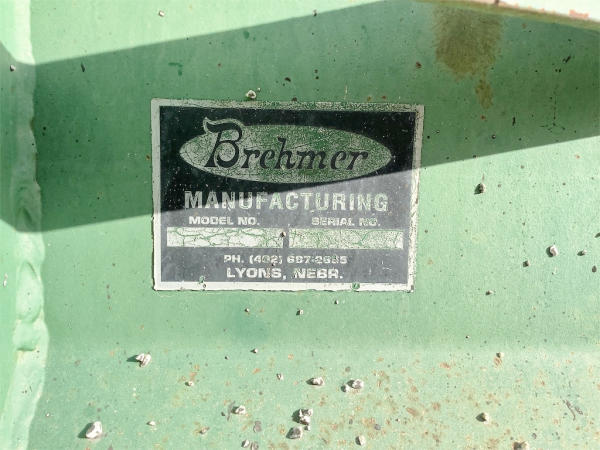 Brehmer
MANUFACTURING
MODEL NO. SERIAL NO.
PH. (402) 687-2685
LYONS, NEBR.